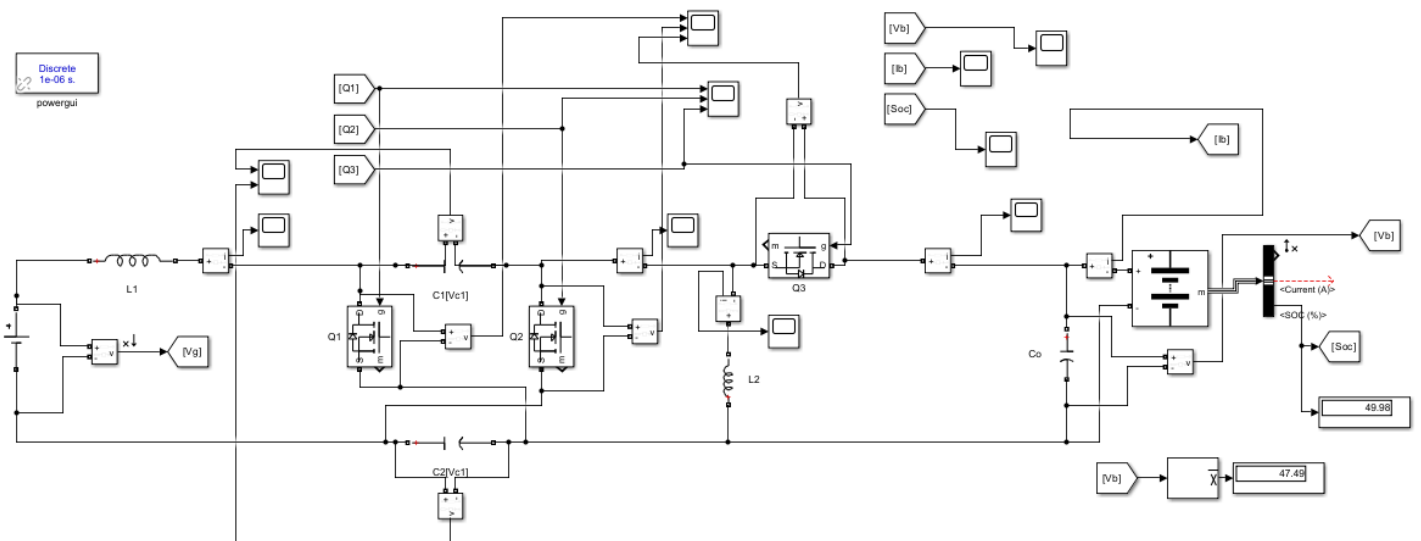 Discrete
1e-06 s.
powergui
[Q1]
[Q2]
[Q3]
[Vb]
[Ib]
[Soc]
[Ib]
L1
C1[Vc1]
Q1
Q2
Q3
m
g
S
D
L2
Co
[Vg]
C2[Vc1]
m
[Vb]
<Current (A)>
<SOC (%)>
[Soc]
49.98
[Vb]
47.49